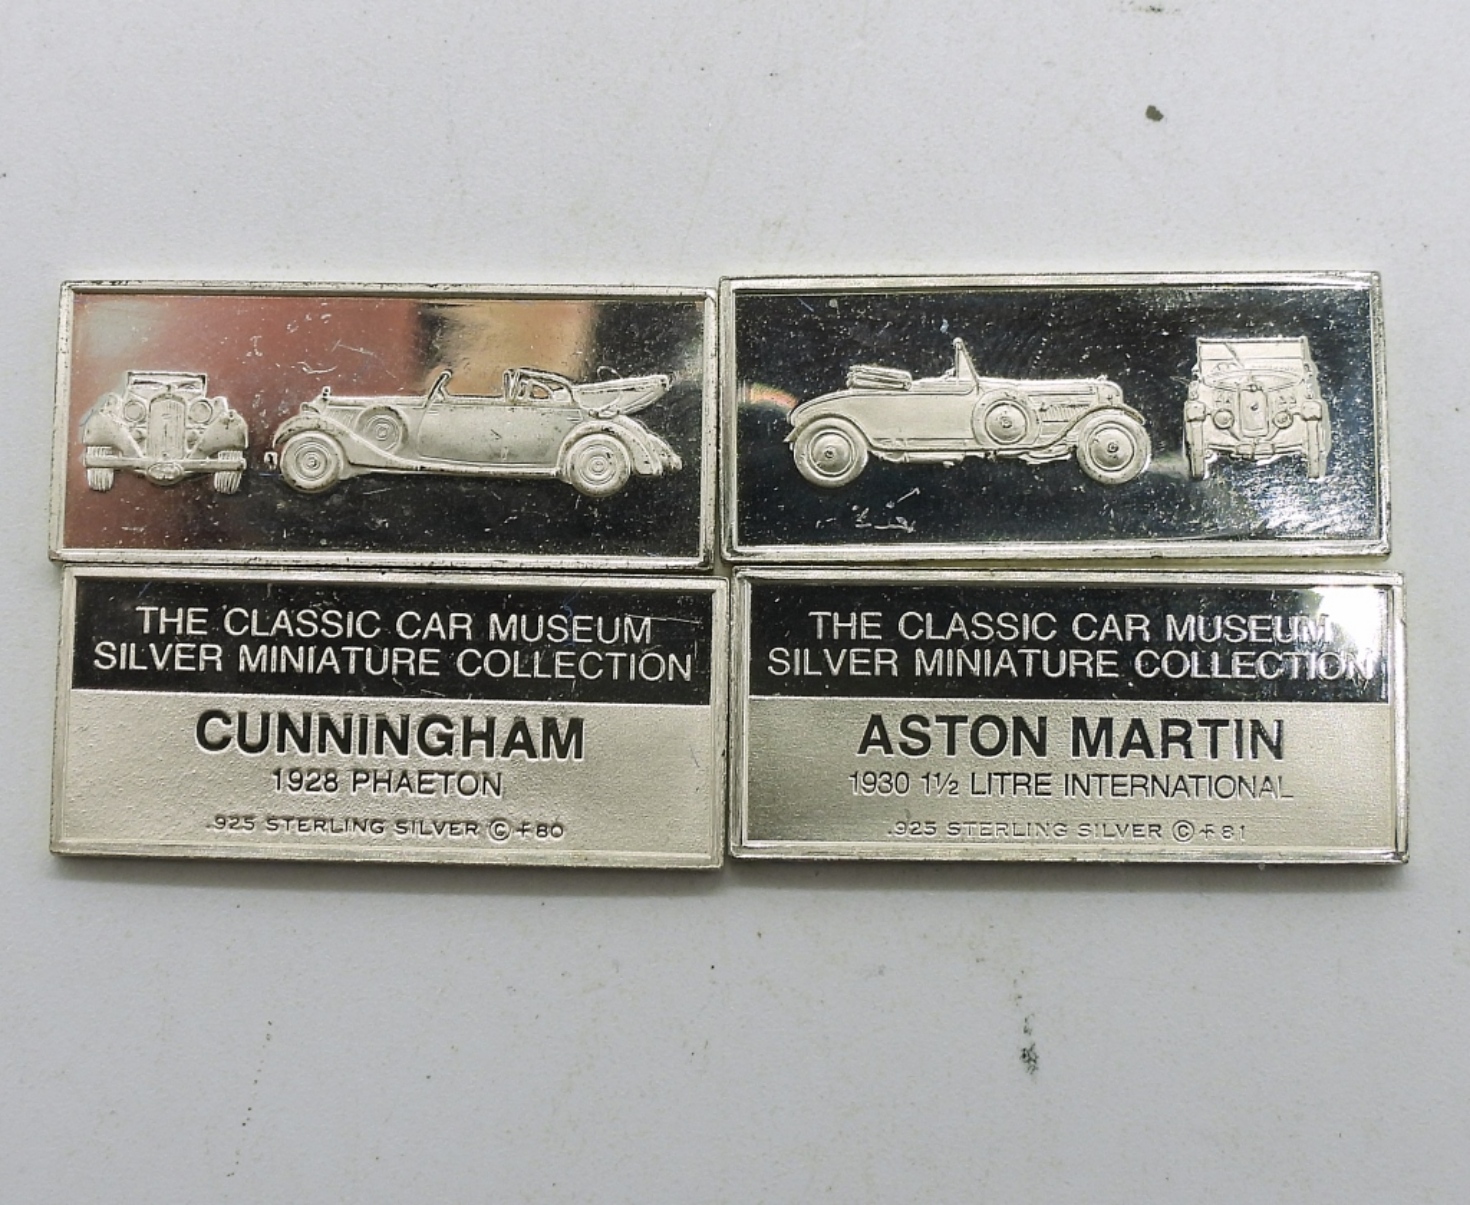 THE CLASSIC CAR MUSEUM
SILVER MINIATURE COLLECTION
CUNNINGHAM
1928 PHAETON
.925 STERLING SILVER © F 80
THE CLASSIC CAR MUSEUM
SILVER MINIATURE COLLECTION
ASTON MARTIN
1930 1½ LITRE INTERNATIONAL
.925 STERLING SILVER © F 81